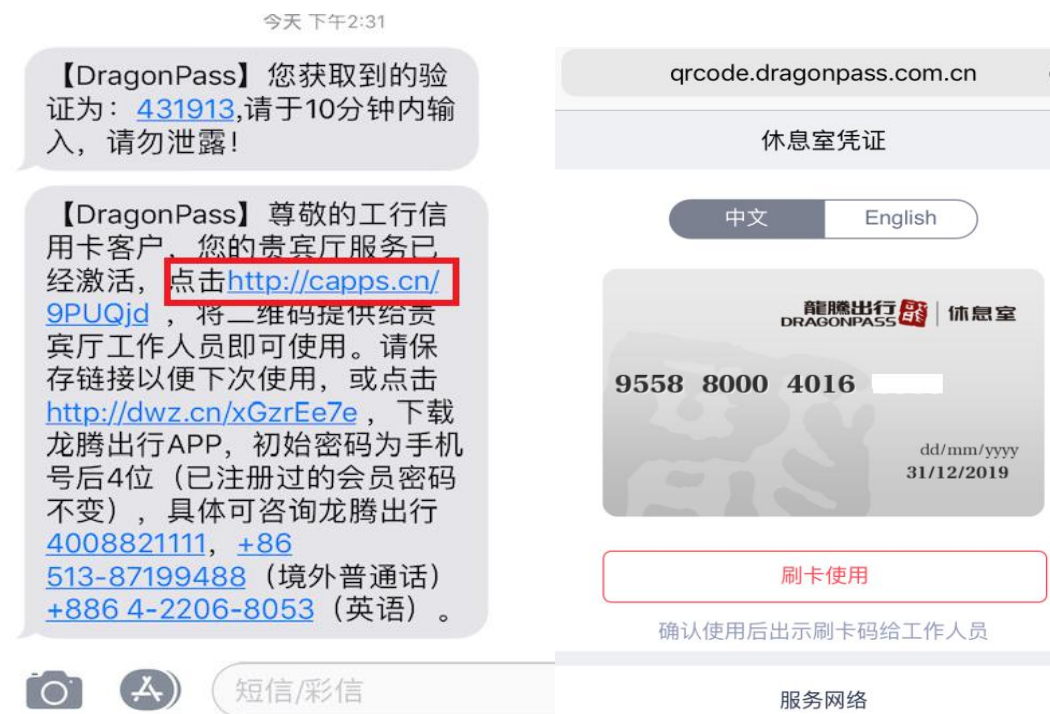 今天 下午2:31
【DragonPass】您获取到的验
证为：431913,请于10分钟内输
入，请勿泄露！
【DragonPass】尊敬的工行信
用卡客户，您的贵宾厅服务已
经激活，点击http://capps.cn/
9PUQjd ，将二维码提供给贵
宾厅工作人员即可使用。请保
存链接以便下次使用，或点击
http://dwz.cn/xGzrEe7e ，下载
龙腾出行APP，初始密码为手机
号后4位（已注册过的会员密码
不变），具体可咨询龙腾出行
4008821111，+86
513-87199488（境外普通话）
+886 4-2206-8053（英语）。
短信/彩信
qrcode.dragonpass.com.cn
休息室凭证
中文
English
龍騰出行 休息室
DRAGONPASS
9558 8000 4016
dd/mm/yyyy
31/12/2019
刷卡使用
确认使用后出示刷卡码给工作人员
服务网络